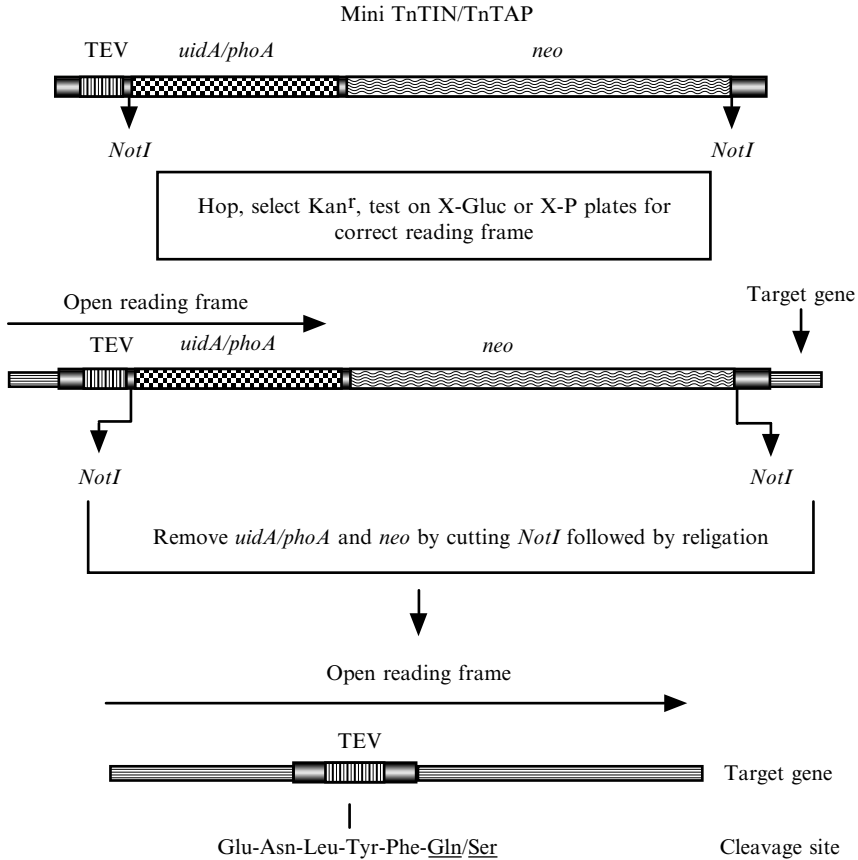 Mini TnTIN/TnTAP
TEV uidA/phoA neo
NotI NotI
Hop, select Kanr, test on X-Gluc or X-P plates for
correct reading frame
Open reading frame Target gene
TEV uidA/phoA neo
NotI NotI
Remove uidA/phoA and neo by cutting NotI followed by religation
Open reading frame
TEV
Target gene
Glu-Asn-Leu-Tyr-Phe-Gln/Ser Cleavage site